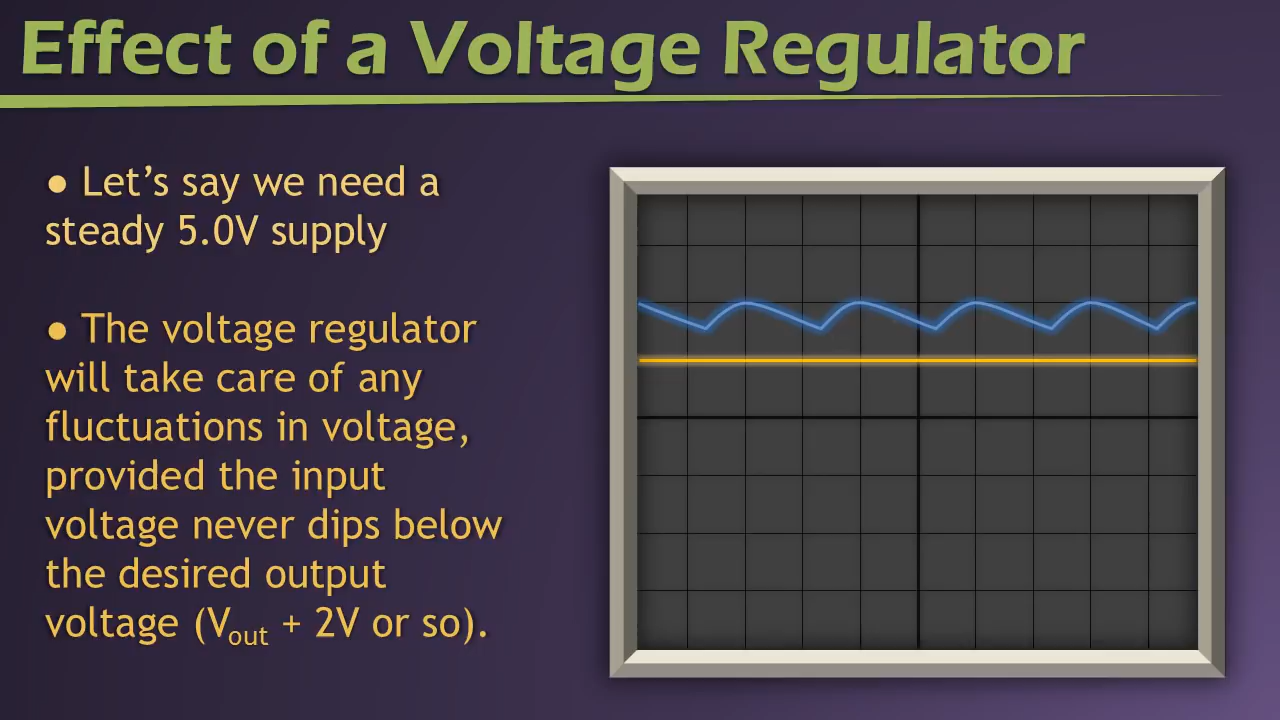 Effect of a Voltage Regulator
● Let’s say we need a
steady 5.0V supply
● The voltage regulator
will take care of any
fluctuations in voltage,
provided the input
voltage never dips below
the desired output
voltage (Vout + 2V or so).